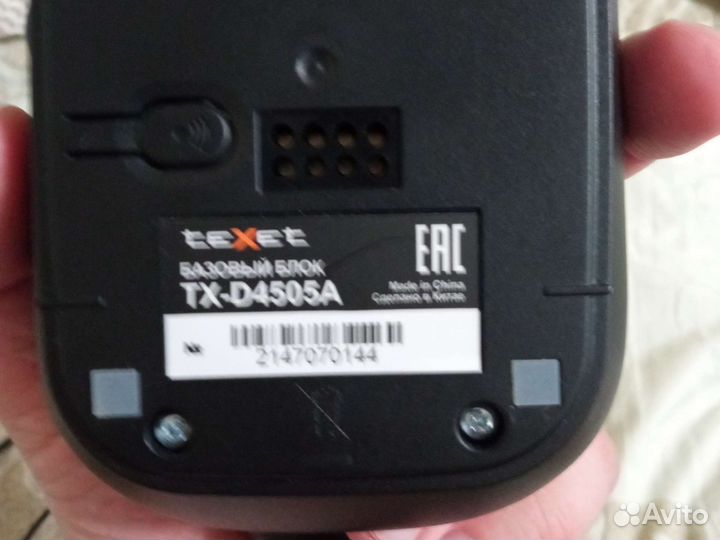 teXet
EAC
БАЗОВЫЙ БЛОК
TX-D4505A
Made in China
Сделано в Китае
№
2147070144
Avito